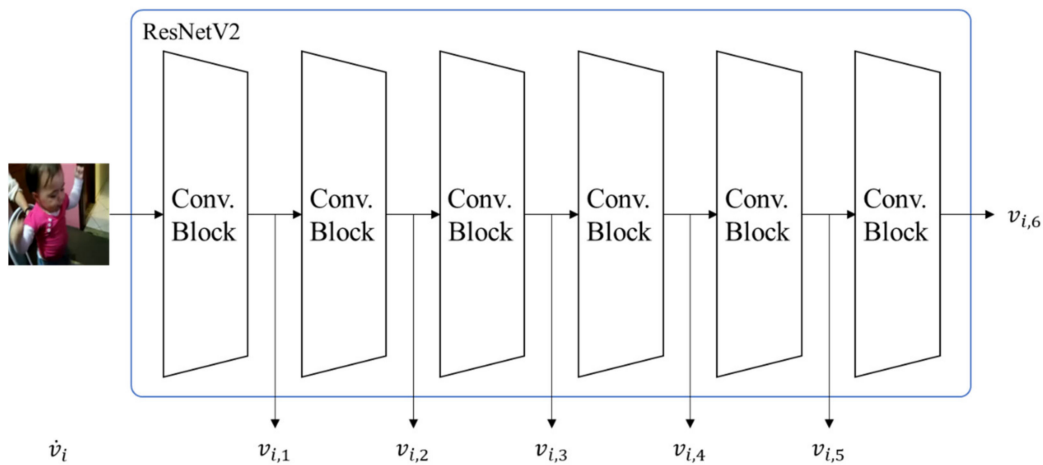 ResNetV2
Conv.
Block
Conv.
Block
Conv.
Block
Conv.
Block
Conv.
Block
Conv.
Block
v_{i,6}
v̇_i
v_{i,1}
v_{i,2}
v_{i,3}
v_{i,4}
v_{i,5}